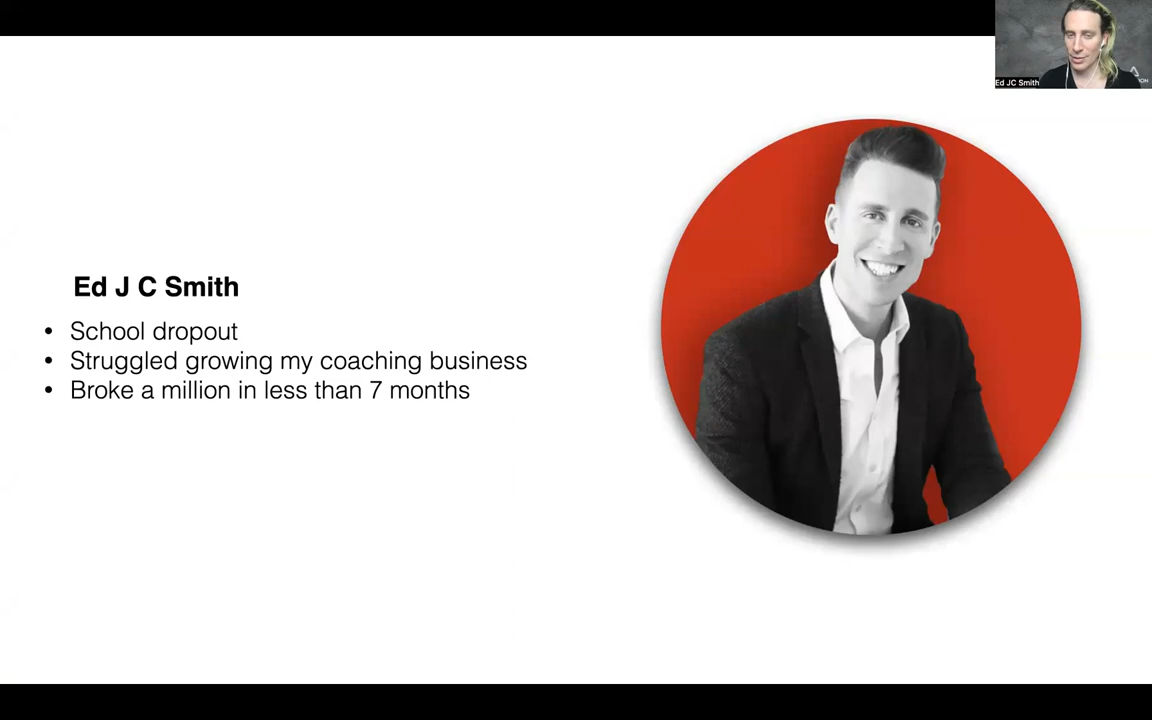 Ed JC Smith
Ed J C Smith
• School dropout
• Struggled growing my coaching business
• Broke a million in less than 7 months